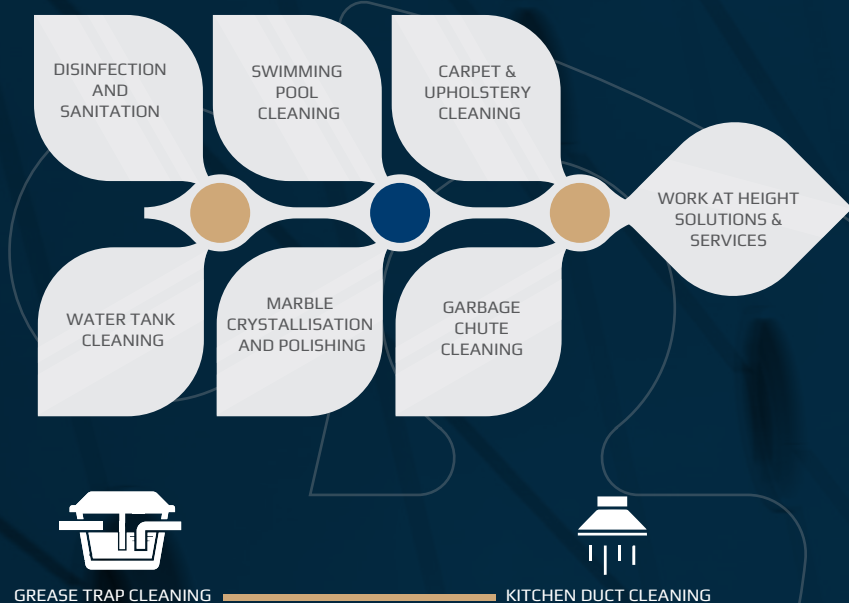 DISINFECTION
AND
SANITATION
SWIMMING
POOL
CLEANING
CARPET &
UPHOLSTERY
CLEANING
WORK AT HEIGHT
SOLUTIONS &
SERVICES
WATER TANK
CLEANING
MARBLE
CRYSTALLISATION
AND POLISHING
GARBAGE
CHUTE
CLEANING
GREASE TRAP CLEANING
KITCHEN DUCT CLEANING